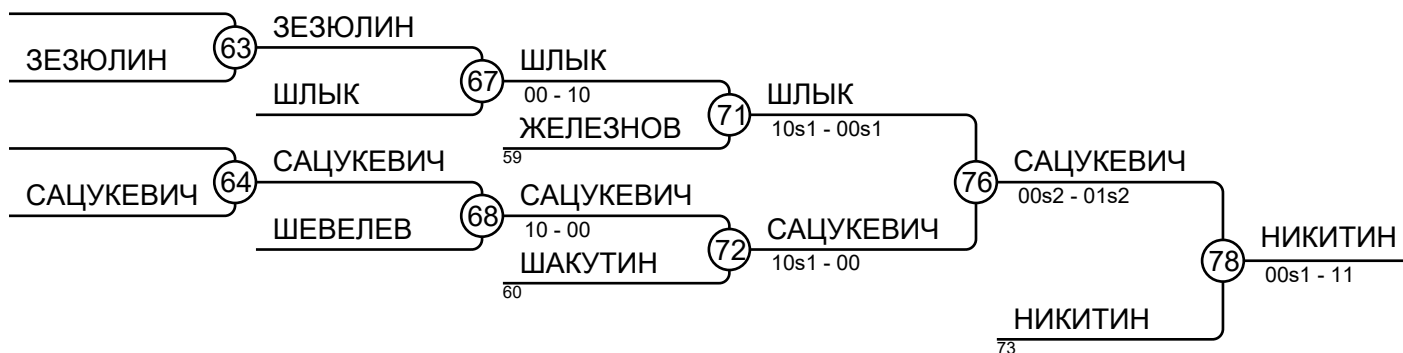 ЗЕЗЮЛИН
63
ЗЕЗЮЛИН
ШЛЫК
67
ШЛЫК
00 - 10
ЖЕЛЕЗНОВ
59
71
ШЛЫК
10s1 - 00s1
САЦУКЕВИЧ
64
САЦУКЕВИЧ
ШЕВЕЛЕВ
68
САЦУКЕВИЧ
10 - 00
ШАКУТИН
60
72
САЦУКЕВИЧ
10s1 - 00
76
САЦУКЕВИЧ
00s2 - 01s2
НИКИТИН
73
78
НИКИТИН
00s1 - 11